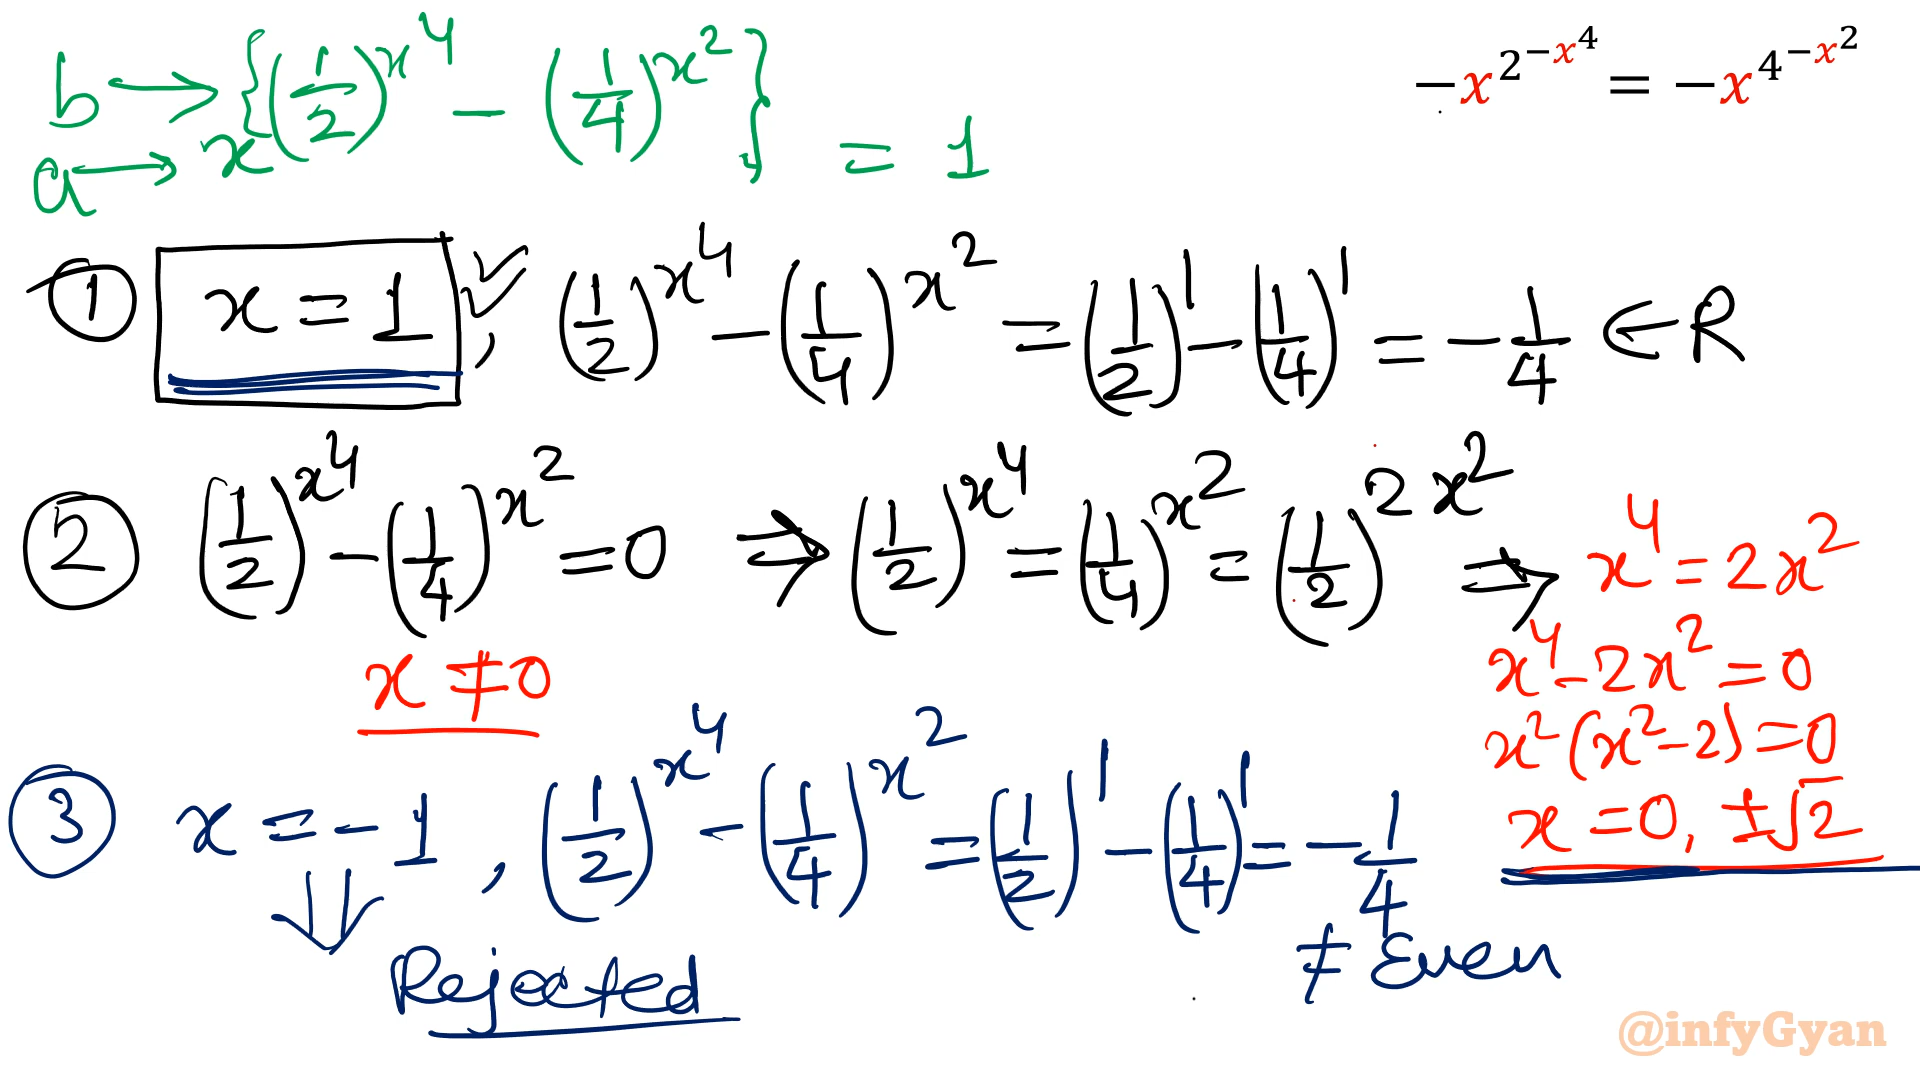 -x^{2^{-x^4}} = -x^{4^{-x^2}}
b → {(1/2)^{x^4} - (1/4)^{x^2}}
a → x = 1
① x = 1 ✓, (1/2)^{x^4} - (1/4)^{x^2} = (1/2)^1 - (1/4)^1 = -1/4 ∈ R
② (1/2)^{x^4} - (1/4)^{x^2} = 0 ⇒ (1/2)^{x^4} = (1/4)^{x^2} = (1/2)^{2x^2} ⇒ x^4 = 2x^2
x ≠ 0
x^4 - 2x^2 = 0
x^2(x^2 - 2) = 0
x = 0, ±√2
③ x = -1, (1/2)^{x^4} - (1/4)^{x^2} = (1/2)^1 - (1/4)^1 = -1/4
≠ Even
Rejected
@infyGyan